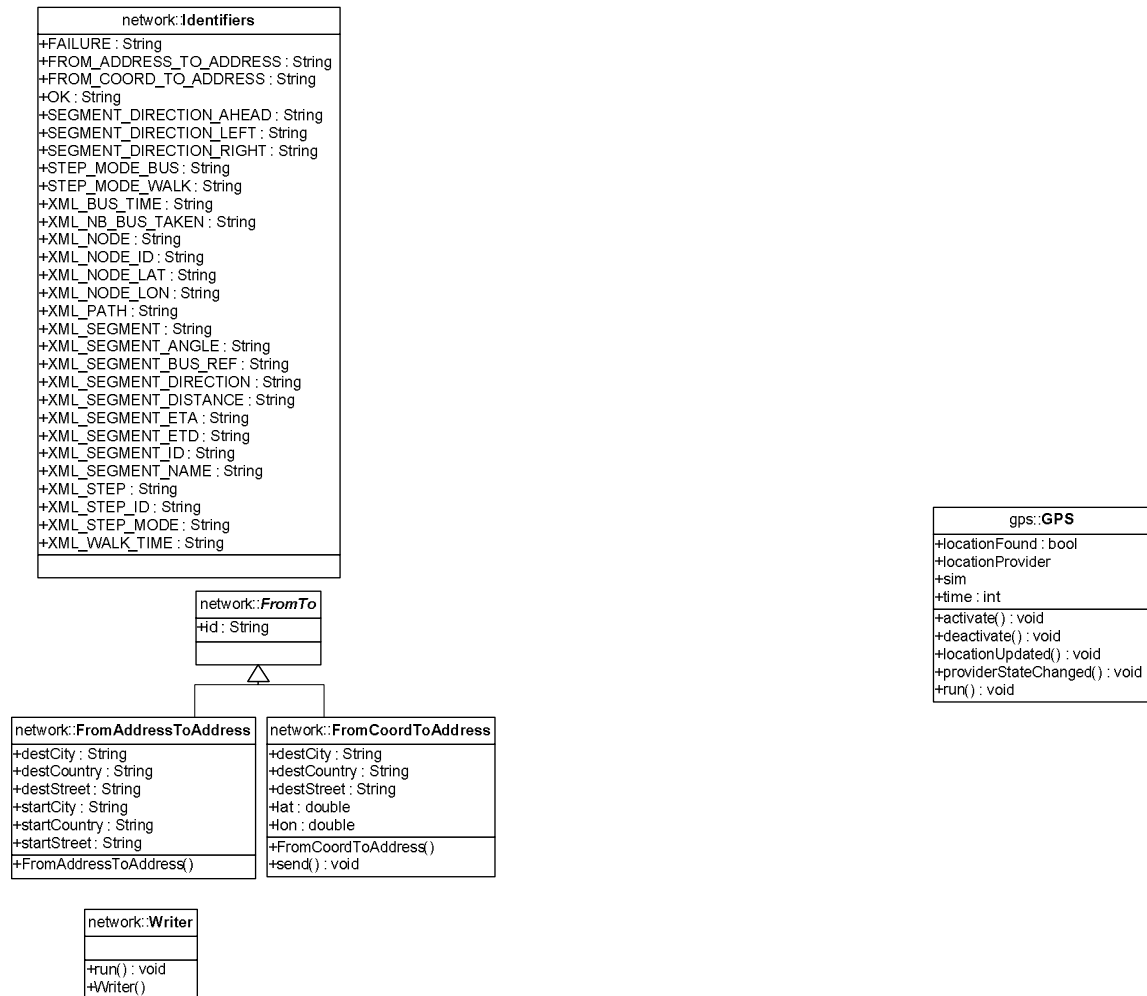 network::Identifiers
+FAILURE : String
+FROM_ADDRESS_TO_ADDRESS : String
+FROM_COORD_TO_ADDRESS : String
+OK : String
+SEGMENT_DIRECTION_AHEAD : String
+SEGMENT_DIRECTION_LEFT : String
+SEGMENT_DIRECTION_RIGHT : String
+STEP_MODE_BUS : String
+STEP_MODE_WALK : String
+XML_BUS_TIME : String
+XML_NB_BUS_TAKEN : String
+XML_NODE : String
+XML_NODE_ID : String
+XML_NODE_LAT : String
+XML_NODE_LON : String
+XML_PATH : String
+XML_SEGMENT : String
+XML_SEGMENT_ANGLE : String
+XML_SEGMENT_BUS_REF : String
+XML_SEGMENT_DIRECTION : String
+XML_SEGMENT_DISTANCE : String
+XML_SEGMENT_ETA : String
+XML_SEGMENT_ETD : String
+XML_SEGMENT_ID : String
+XML_SEGMENT_NAME : String
+XML_STEP : String
+XML_STEP_ID : String
+XML_STEP_MODE : String
+XML_WALK_TIME : String
network::FromTo
+id : String
network::FromAddressToAddress
+destCity : String
+destCountry : String
+destStreet : String
+startCity : String
+startCountry : String
+startStreet : String
+FromAddressToAddress()
network::FromCoordToAddress
+destCity : String
+destCountry : String
+destStreet : String
+lat : double
+lon : double
+FromCoordToAddress()
+send() : void
network::Writer
+run() : void
+Writer()
gps::GPS
+locationFound : bool
+locationProvider
+sim
+time : int
+activate() : void
+deactivate() : void
+locationUpdated() : void
+providerStateChanged() : void
+run() : void